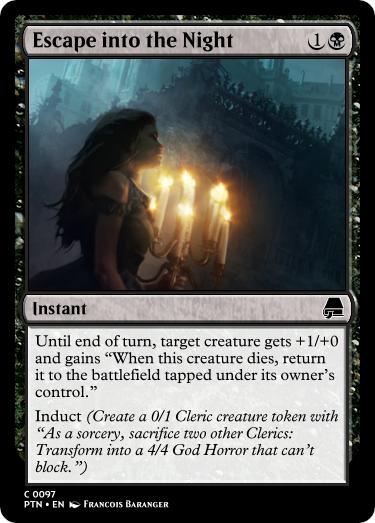 Escape into the Night 1
Instant
Until end of turn, target creature gets +1/+0
and gains “When this creature dies, return
it to the battlefield tapped under its owner’s
control.”
Induct (Create a 0/1 Cleric creature token with
“As a sorcery, sacrifice two other Clerics:
Transform into a 4/4 God Horror that can’t
block.”)
C 0097
PTN • EN Francois Baranger